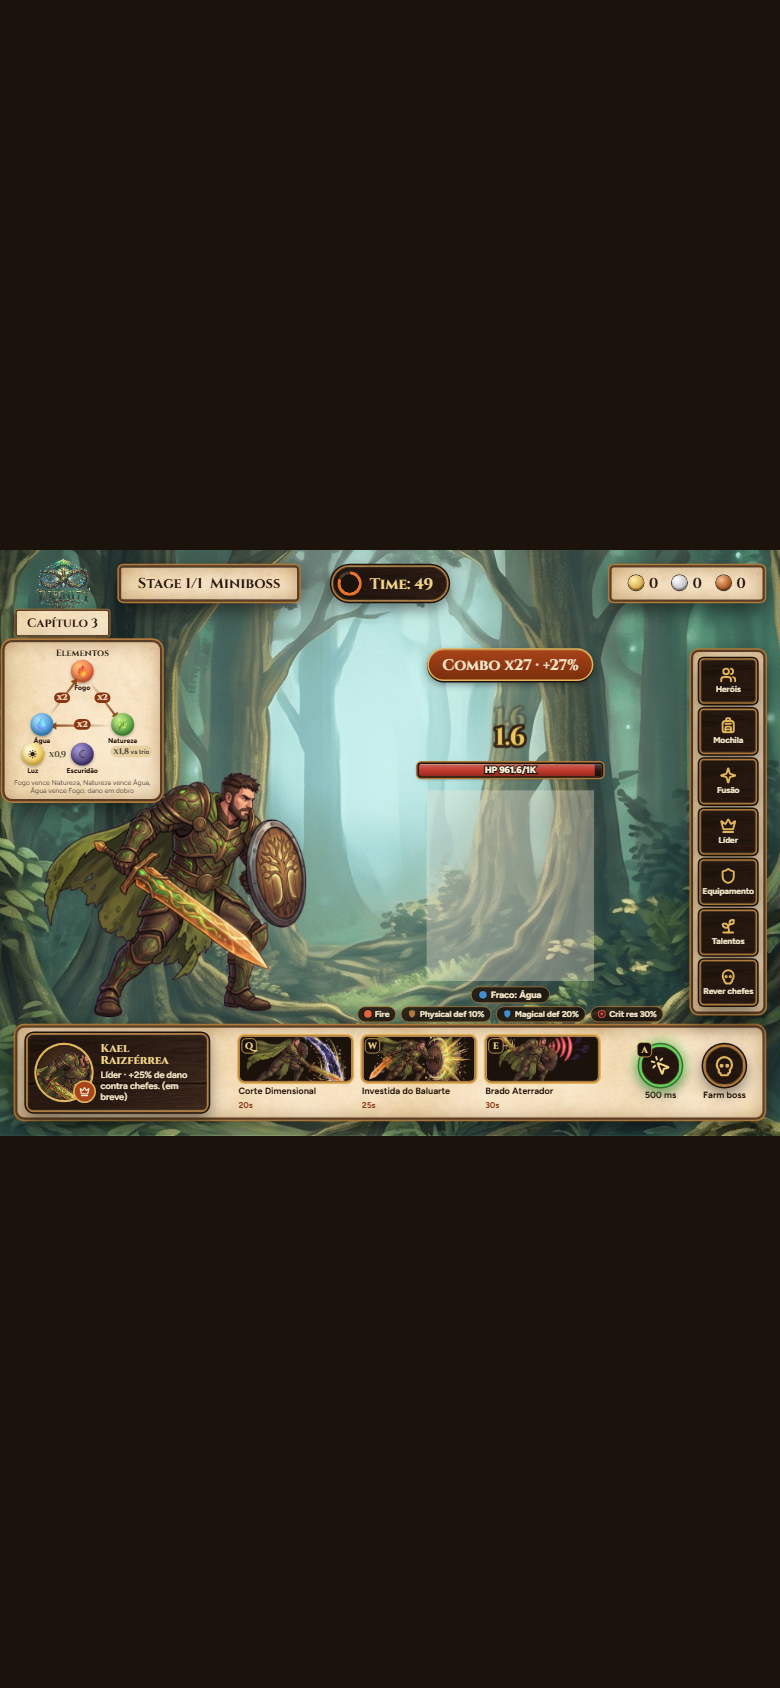 Stage 1/1 Miniboss
Time: 49
0 0 0
Capítulo 3
Elementos
Fogo
x2 x2
x2
Água Natureza
x0,9 x1,8 vs trio
Luz Escuridão
Fogo vence Natureza, Natureza vence Água,
Água vence Fogo: dano em dobro
Combo x27 · +27%
1.6
HP 961.6/1K
Heróis
Mochila
Fusão
Líder
Equipamento
Talentos
Rever chefes
Fraco: Água
Fire Physical def 10% Magical def 20% Crit res 30%
Kael
Raizférrea
Líder · +25% de dano
contra chefes. (em
breve)
Q
Corte Dimensional
20s
W
Investida do Baluarte
25s
E
Brado Aterrador
30s
A
500 ms
Farm boss